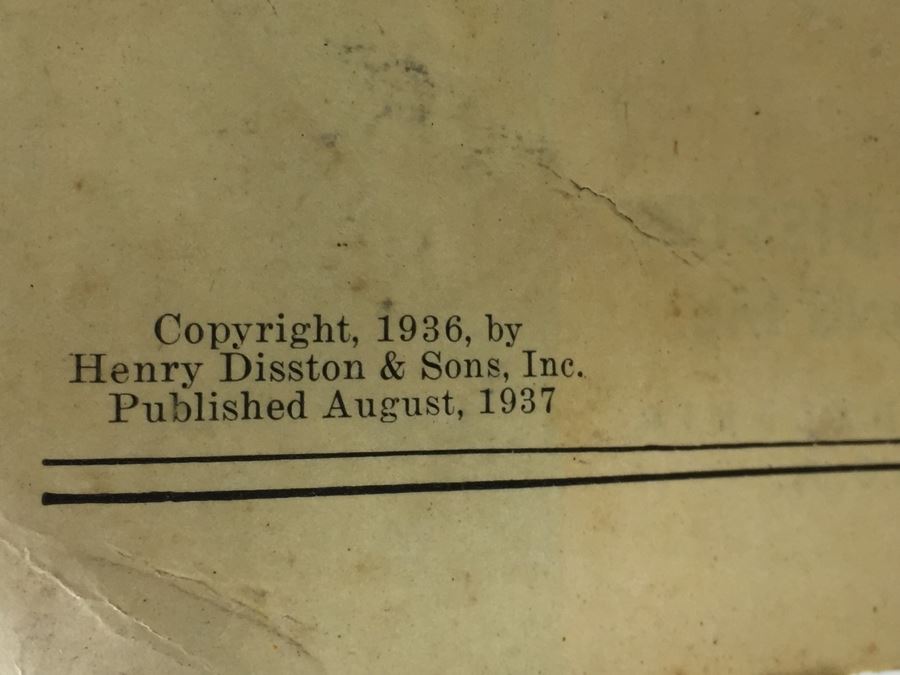 Copyright, 1936, by
Henry Disston & Sons, Inc.
Published August, 1937